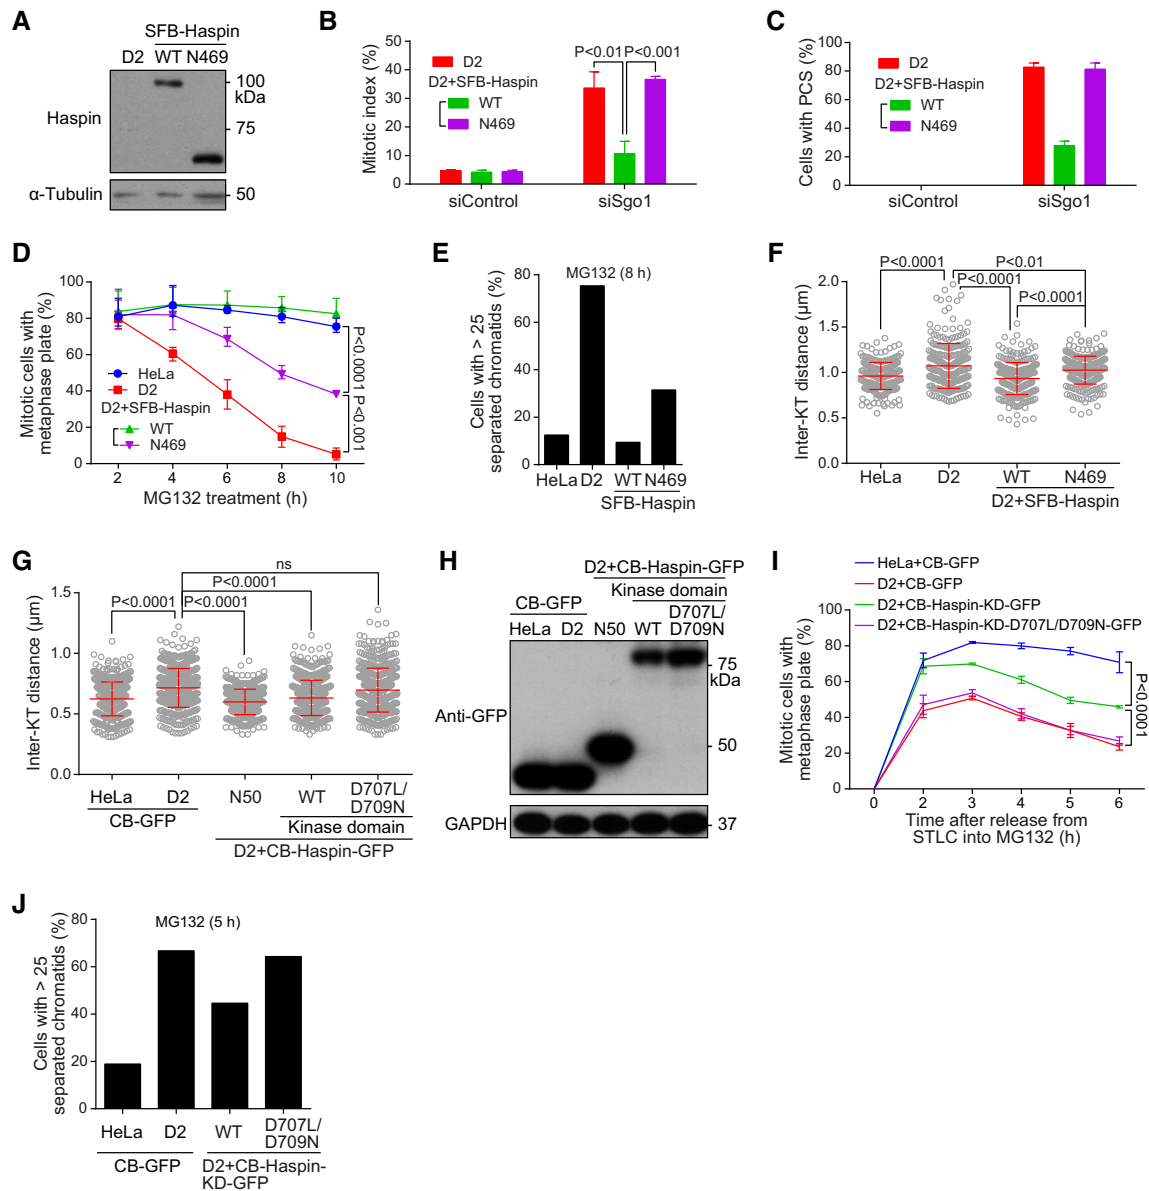 A
SFB-Haspin
D2 WT N469
Haspin
100
kDa
75
α-Tubulin
50
B
Mitotic index (%)
50
40
30
20
10
0
D2
D2+SFB-Haspin
WT
N469
P<0.01 P<0.001
siControl siSgo1
C
Cells with PCS (%)
100
80
60
40
20
0
D2
D2+SFB-Haspin
WT
N469
siControl siSgo1
D
Mitotic cells with
metaphase plate (%)
100
80
60
40
20
0
HeLa
D2
D2+SFB-Haspin
WT
N469
P<0.0001
P<0.001
2 4 6 8 10
MG132 treatment (h)
E
Cells with > 25
separated chromatids (%)
80
60
40
20
0
MG132 (8 h)
HeLa D2 WT N469
SFB-Haspin
F
Inter-KT distance (μm)
2.0
1.5
1.0
0.5
0.0
P<0.0001
P<0.01
P<0.0001
P<0.0001
HeLa D2 WT N469
D2+SFB-Haspin
G
Inter-KT distance (μm)
1.5
1.0
0.5
0.0
ns
P<0.0001
P<0.0001 P<0.0001
HeLa D2 N50 WT D707L/
D709N
CB-GFP
Kinase domain
D2+CB-Haspin-GFP
H
D2+CB-Haspin-GFP
Kinase domain
CB-GFP
D707L/
HeLa D2 N50 WT D709N
Anti-GFP
75
kDa
50
GAPDH
37
I
HeLa+CB-GFP
D2+CB-GFP
D2+CB-Haspin-KD-GFP
D2+CB-Haspin-KD-D707L/D709N-GFP
Mitotic cells with
metaphase plate (%)
100
80
60
40
20
0
P<0.0001
0 2 3 4 5 6
Time after release from
STLC into MG132 (h)
J
Cells with > 25
separated chromatids (%)
80
60
40
20
0
MG132 (5 h)
HeLa D2 WT D707L/
D709N
CB-GFP
D2+CB-Haspin-
KD-GFP